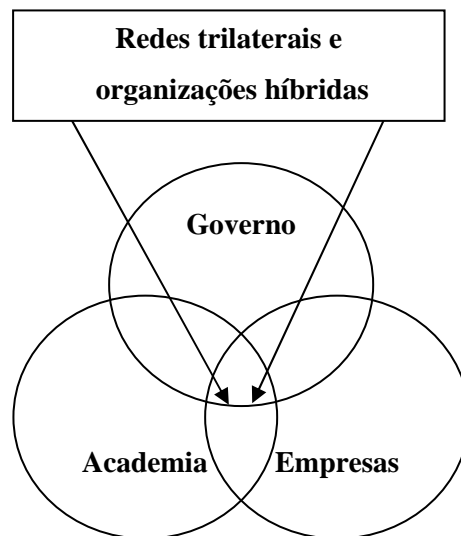 Redes trilaterais e
organizações híbridas
Governo
Academia
Empresas